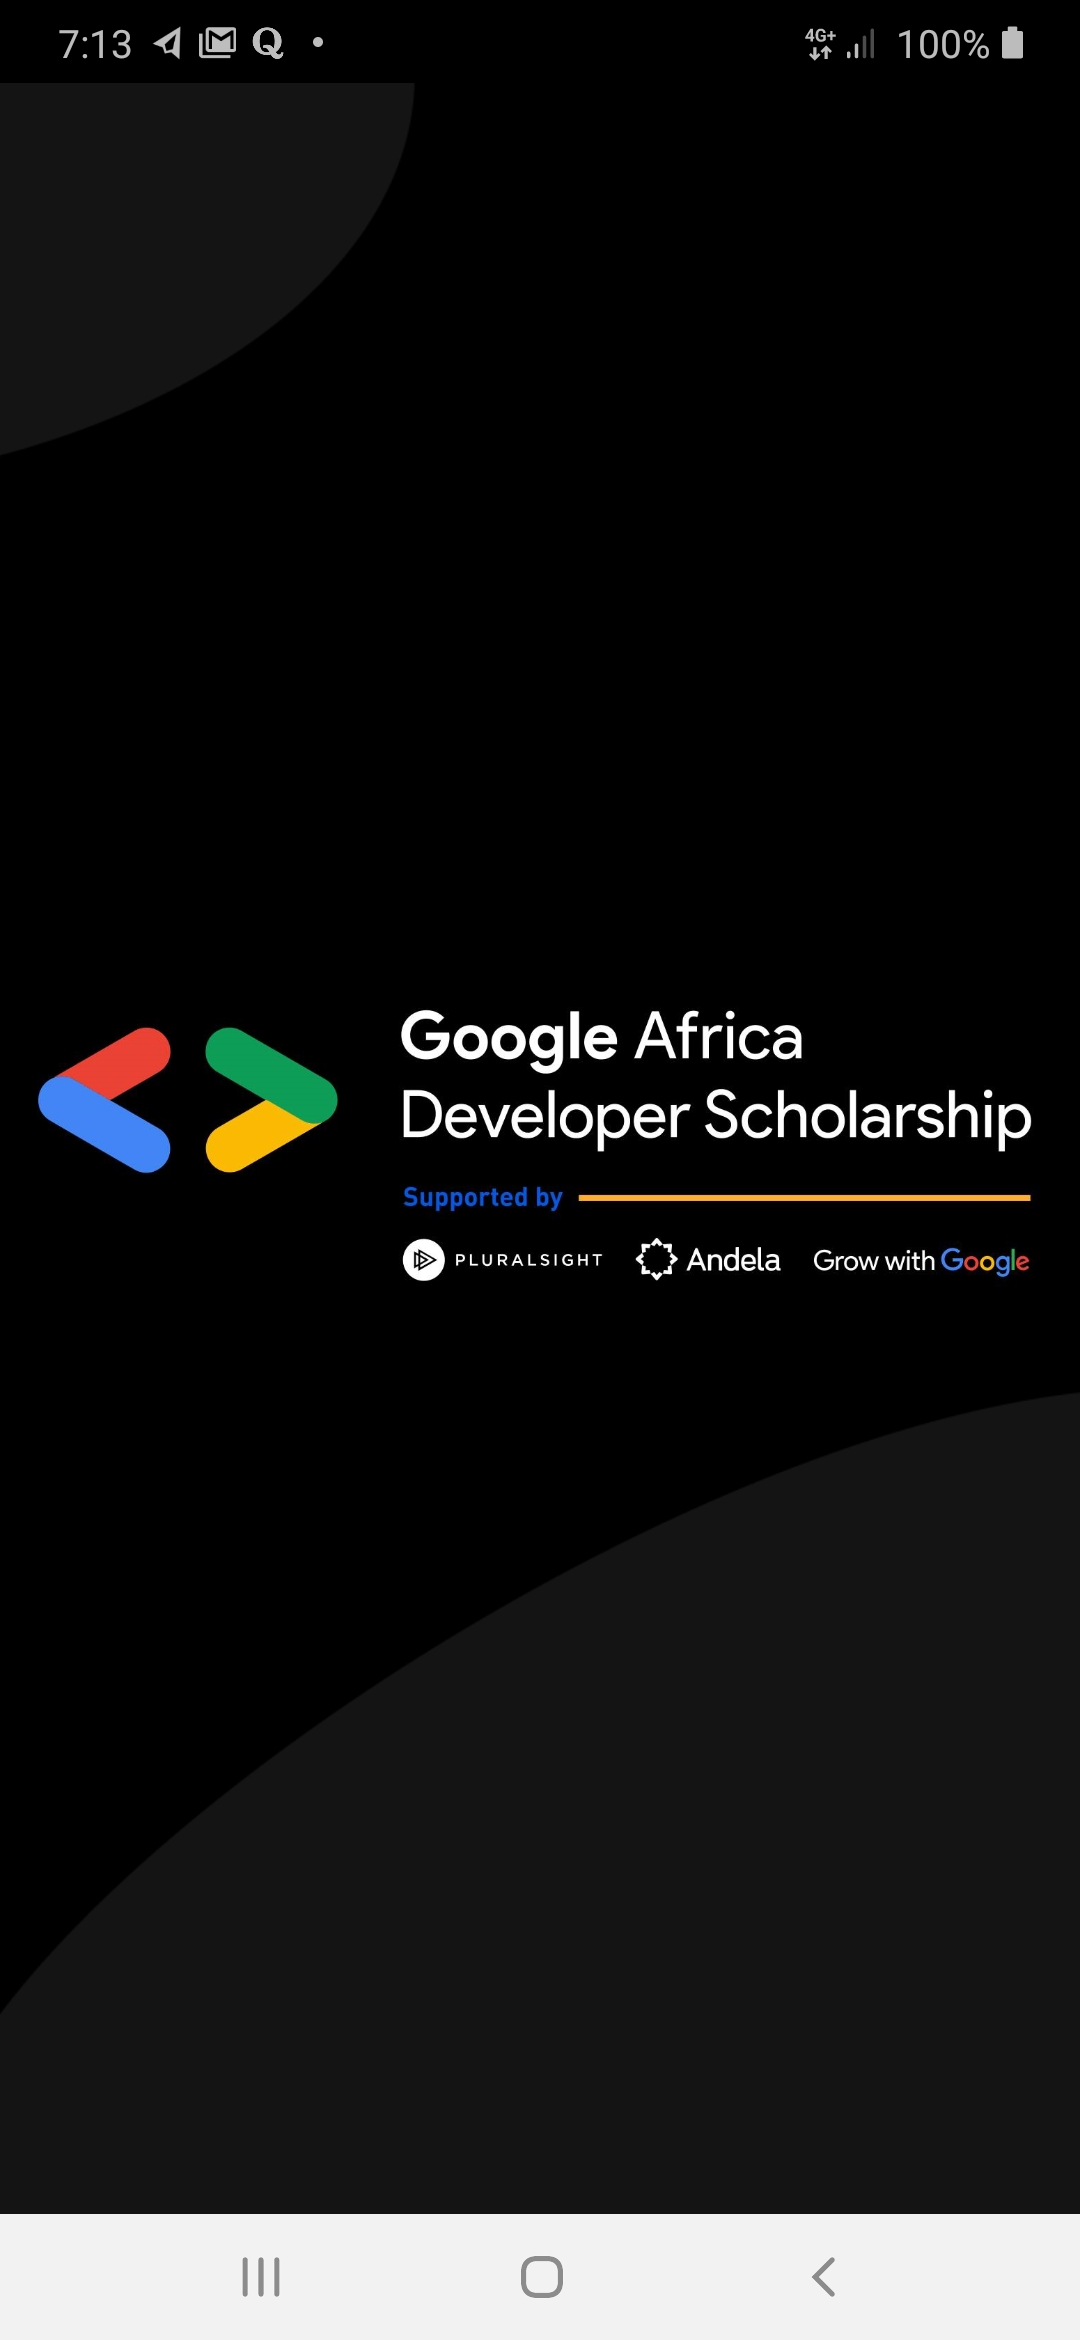 7:13 Q 4G+ 100%
Google Africa
Developer Scholarship
Supported by
PLURALSIGHT Andela Grow with Google